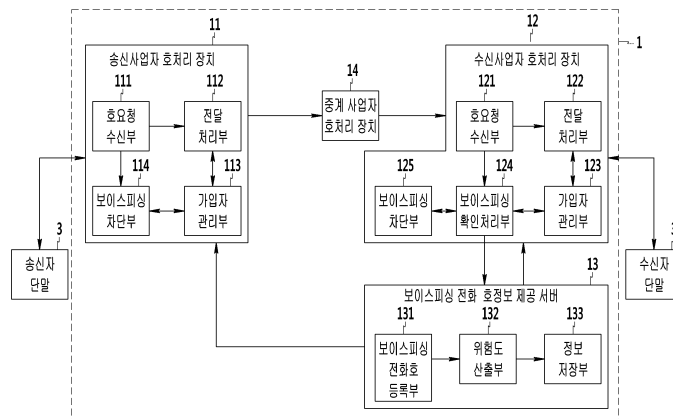 11
송신사업자 호처리 장치
111
호요청
수신부
112
전달
처리부
114
보이스피싱
차단부
113
가입자
관리부
14
중계 사업자
호처리 장치
12
수신사업자 호처리 장치
121
호요청
수신부
122
전달
처리부
125
보이스피싱
차단부
124
보이스피싱
확인처리부
123
가입자
관리부
1
3
송신자
단말
수신자
단말
13
보이스피싱 전화 호정보 제공 서버
131
보이스피싱
전화호
등록부
132
위험도
산출부
133
정보
저장부